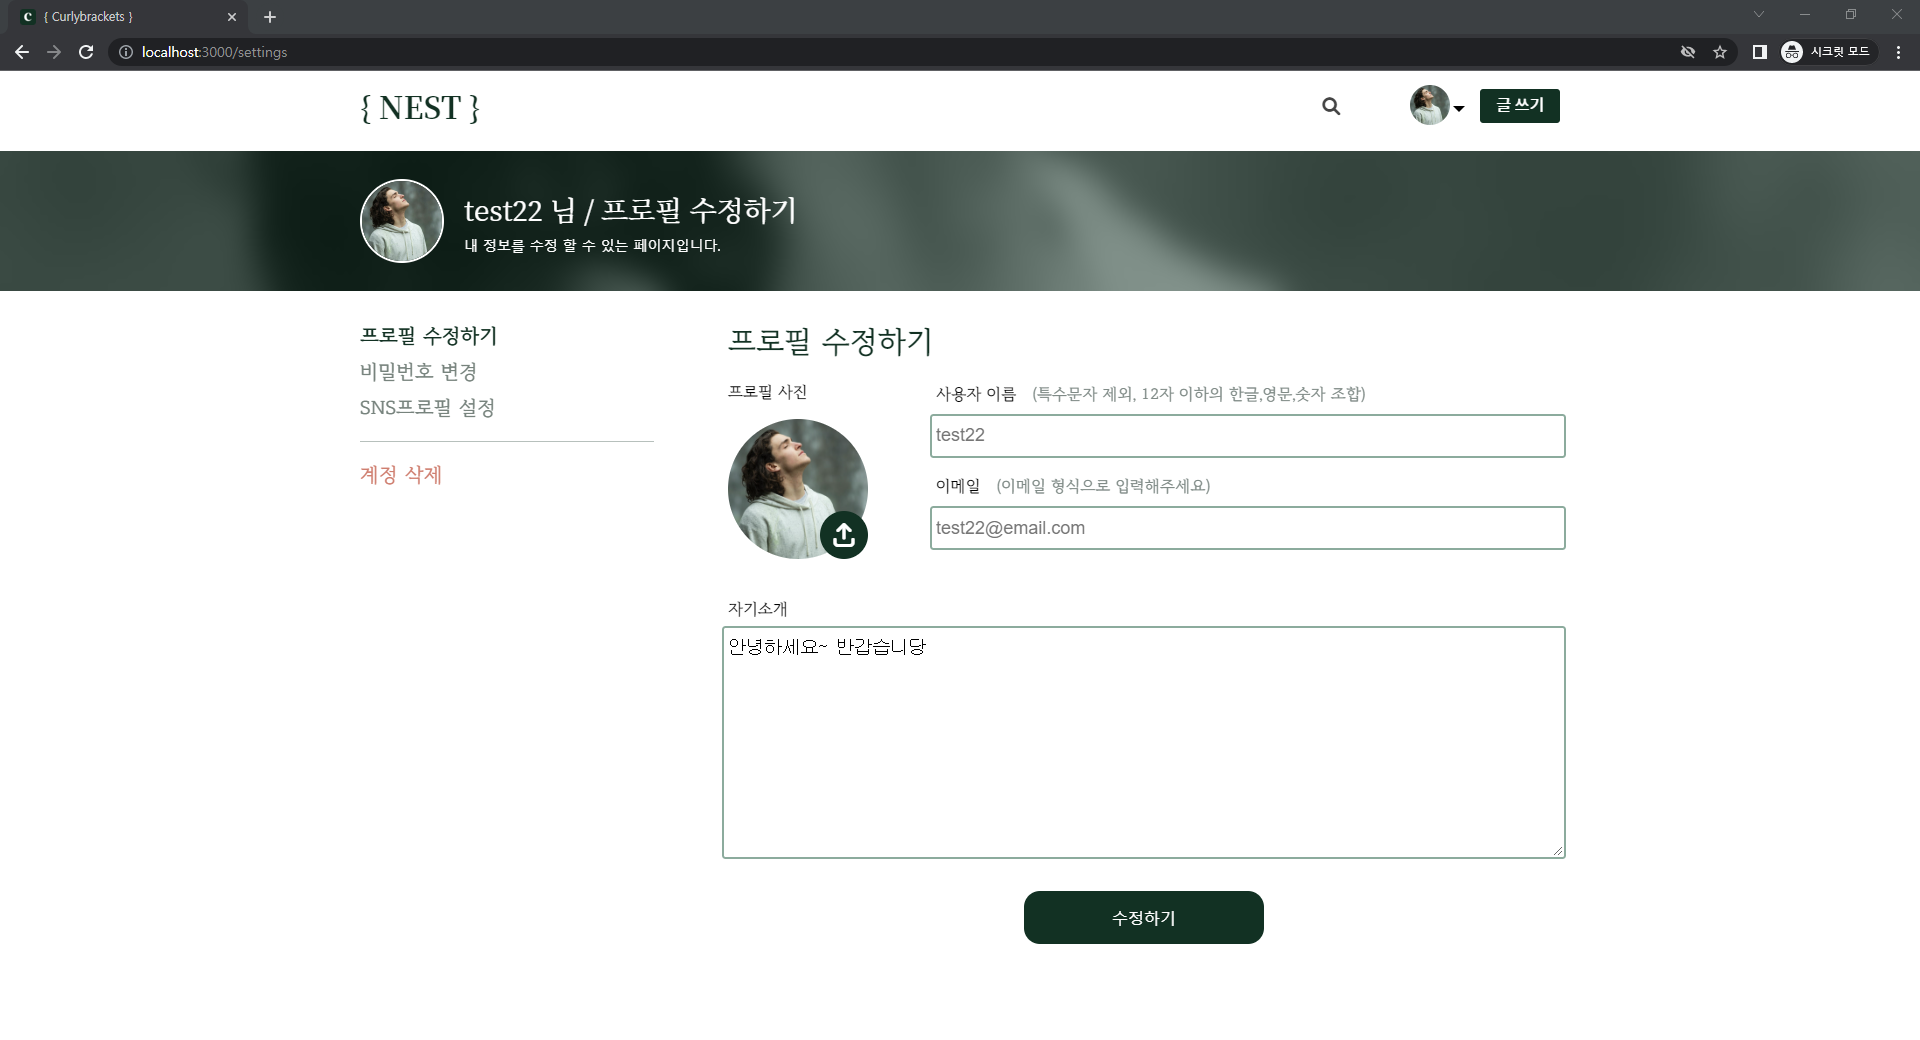 { Curlybrackets }
localhost:3000/settings
시크릿 모드
{ NEST }
글 쓰기
test22 님 / 프로필 수정하기
내 정보를 수정 할 수 있는 페이지입니다.
프로필 수정하기
비밀번호 변경
SNS프로필 설정
계정 삭제
프로필 수정하기
프로필 사진
사용자 이름 (특수문자 제외, 12자 이하의 한글,영문,숫자 조합)
test22
이메일 (이메일 형식으로 입력해주세요)
test22@email.com
자기소개
안녕하세요~ 반갑습니당
수정하기